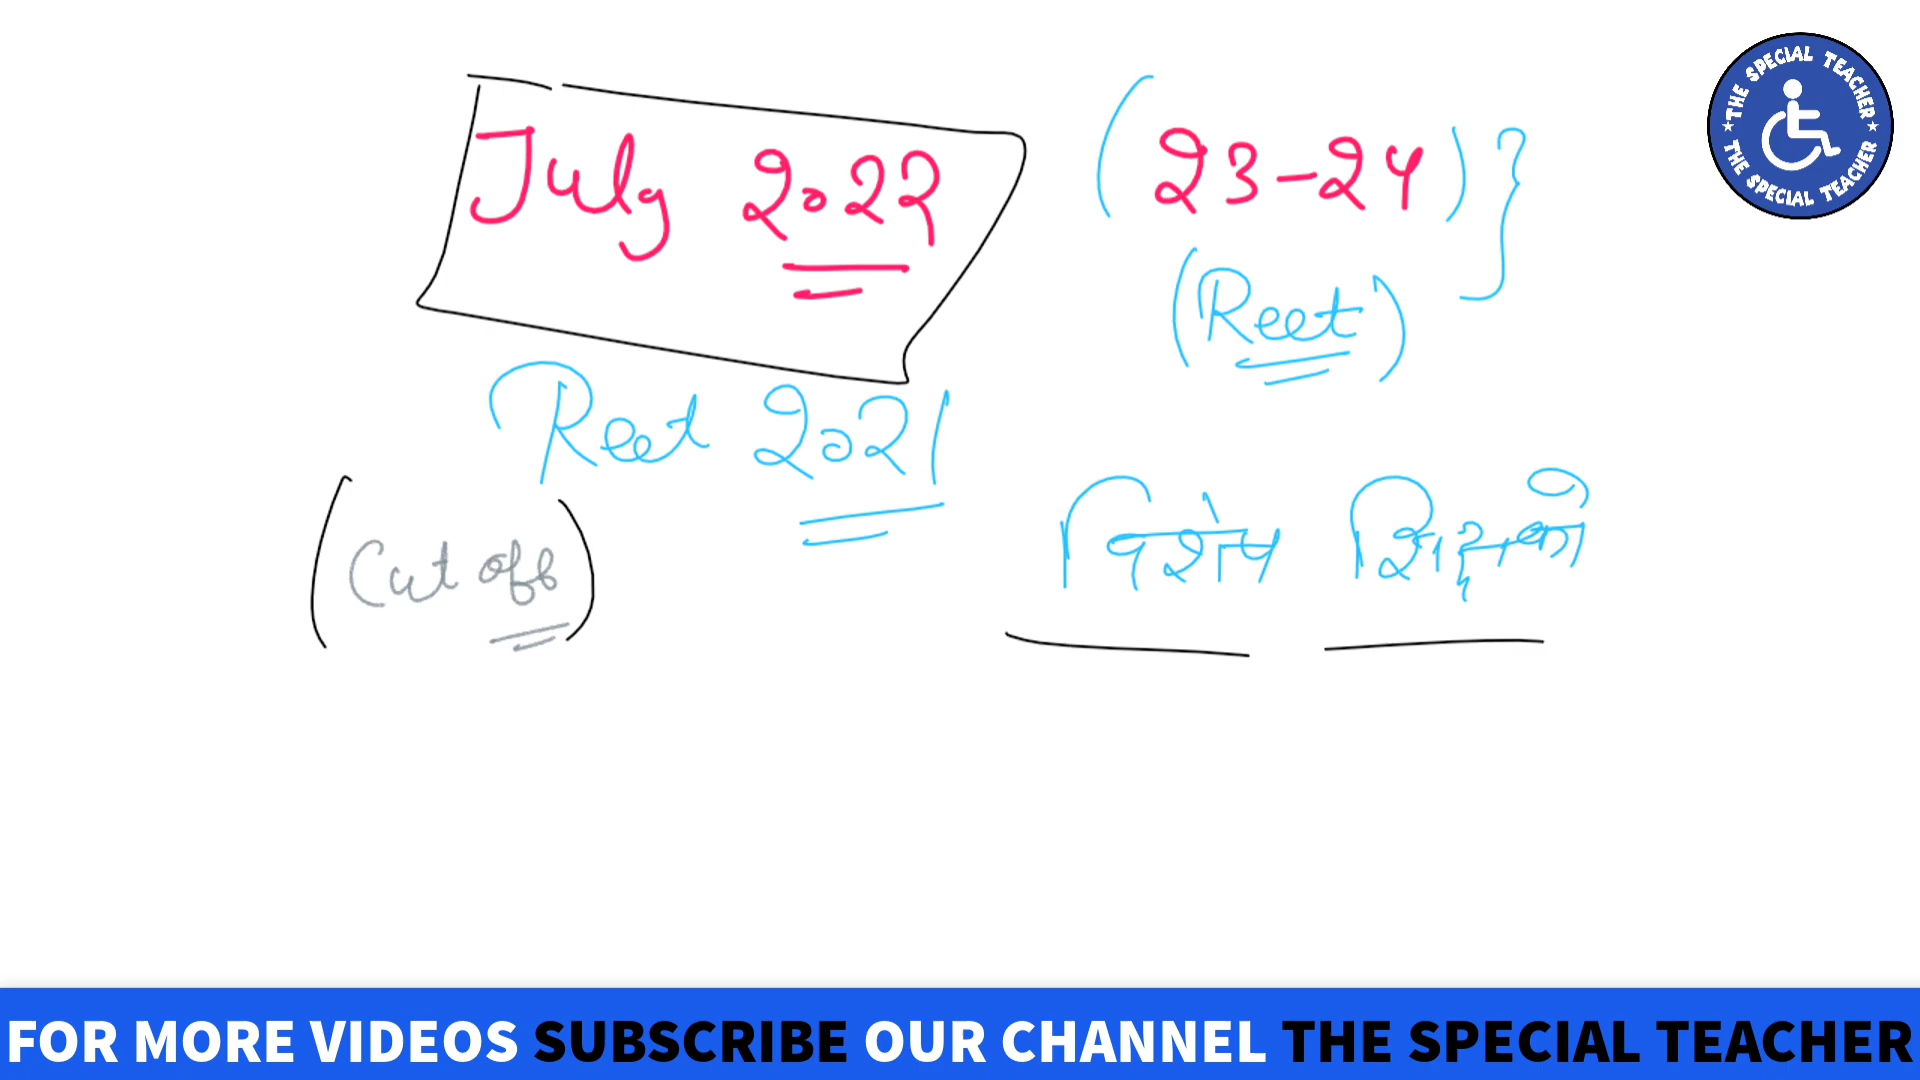 July 2022 (23-24)}
(Reet)
Reet 2021
(Cut off)
विशेष शिक्षको
THE SPECIAL TEACHER
THE SPECIAL TEACHER
FOR MORE VIDEOS SUBSCRIBE OUR CHANNEL THE SPECIAL TEACHER